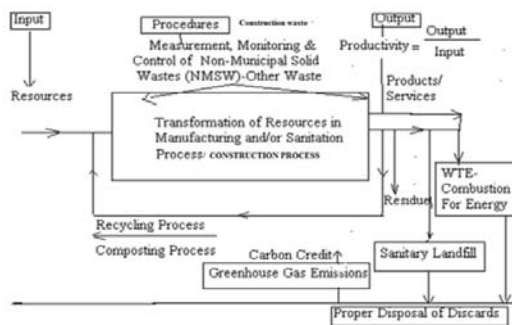 Input
Procedures
Construction waste
Output
Measurement, Monitoring &
Control of Non-Municipal Solid
Wastes (NMSW)-Other Waste
Productivity= Output
Input
Resources
Products/
Services
Transformation of Resources in
Manufacturing and/or Sanitation
Process/ CONSTRUCTION PROCESS
WTE-
Combustion
For Energy
Residue
Recycling Process
Composting Process
Carbon Credit
Greenhouse Gas Emissions
Sanitary Landfill
Proper Disposal of Discards